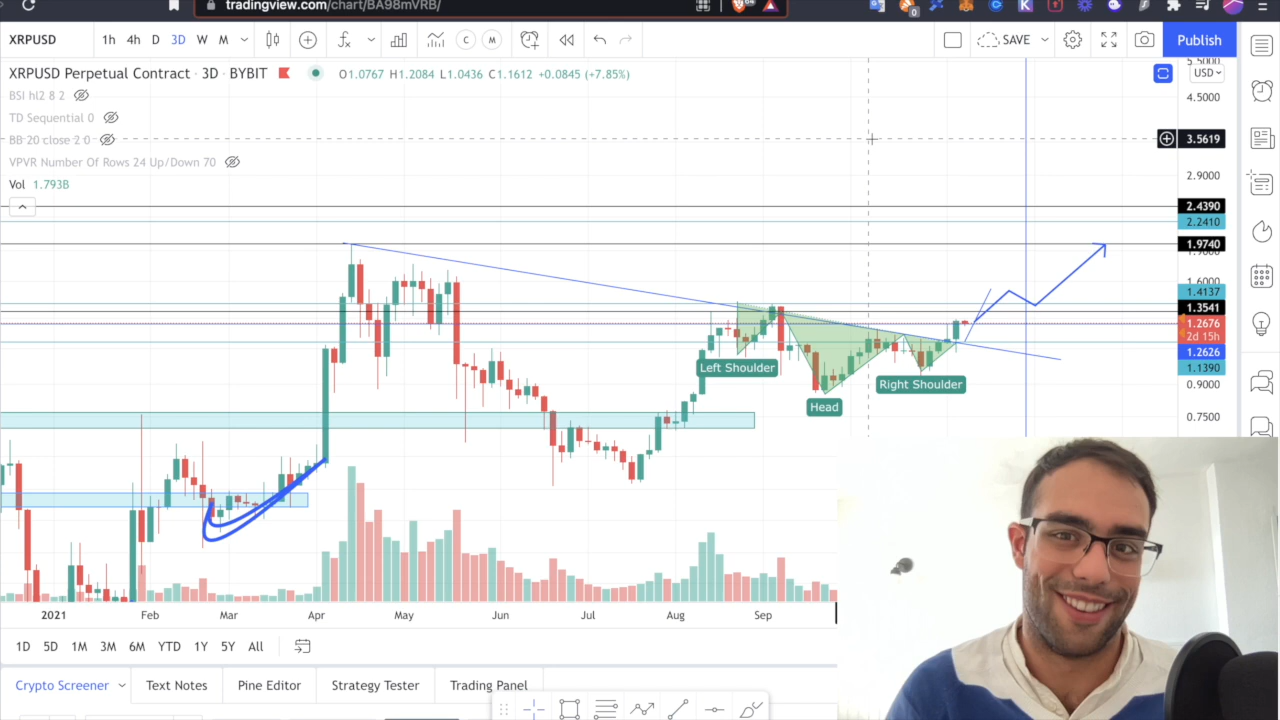 tradingview.com/chart/BA98mVRB/
XRPUSD 1h 4h D 3D W M C M SAVE Publish
XRPUSD Perpetual Contract · 3D · BYBIT O1.0767 H1.2084 L1.0436 C1.1612 +0.0845 (+7.85%)
USD
BSI hl2 8 2
TD Sequential 0
BB 20 close 2 0
VPVR Number Of Rows 24 Up/Down 70
Vol 1.793B
5.5000
4.5000
3.5619
2.9000
2.4390
2.2410
1.9740
1.6000
1.4137
1.3541
1.2676
2d 15h
1.2626
1.1390
0.9000
0.7500
Left Shoulder
Head
Right Shoulder
2021 Feb Mar Apr May Jun Jul Aug Sep
1D 5D 1M 3M 6M YTD 1Y 5Y All
Crypto Screener Text Notes Pine Editor Strategy Tester Trading Panel